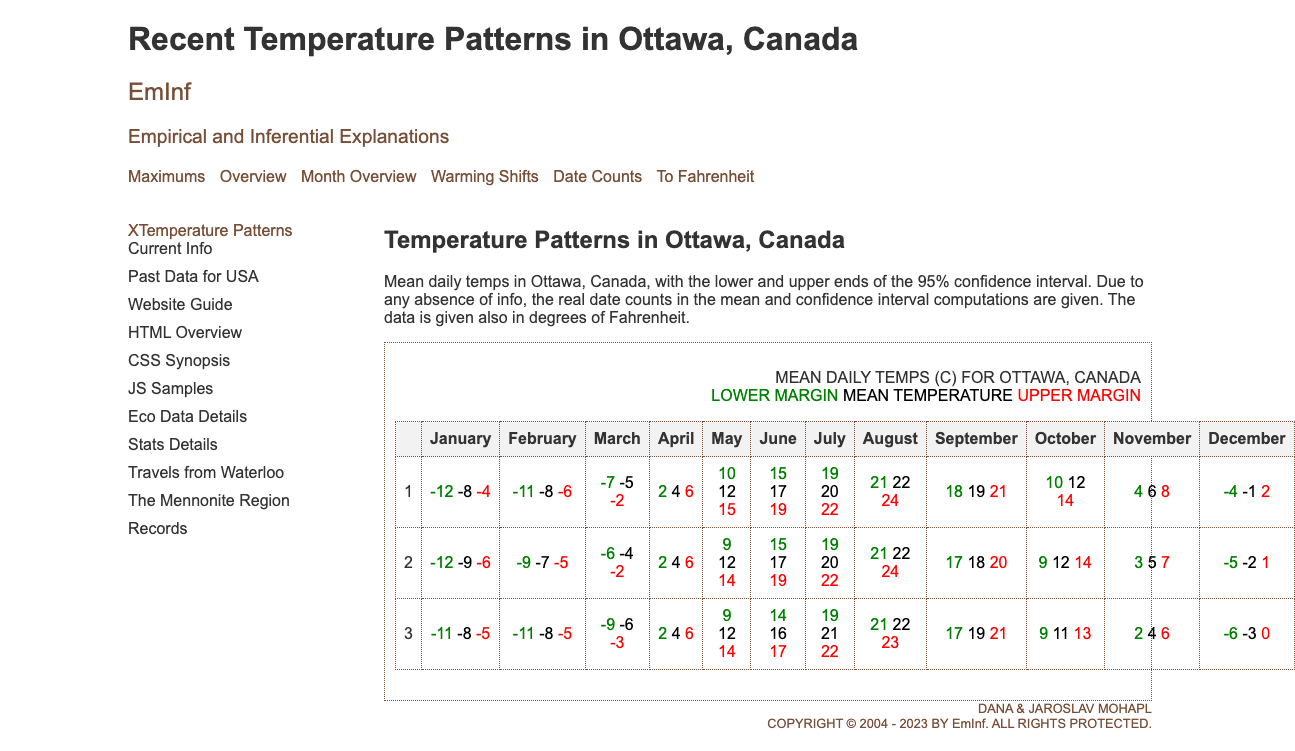 Recent Temperature Patterns in Ottawa, Canada
EmInf
Empirical and Inferential Explanations
Maximums Overview Month Overview Warming Shifts Date Counts To Fahrenheit
XTemperature Patterns
Current Info
Past Data for USA
Website Guide
HTML Overview
CSS Synopsis
JS Samples
Eco Data Details
Stats Details
Travels from Waterloo
The Mennonite Region
Records
Temperature Patterns in Ottawa, Canada
Mean daily temps in Ottawa, Canada, with the lower and upper ends of the 95% confidence interval. Due to
any absence of info, the real date counts in the mean and confidence interval computations are given. The
data is given also in degrees of Fahrenheit.
MEAN DAILY TEMPS (C) FOR OTTAWA, CANADA
LOWER MARGIN MEAN TEMPERATURE UPPER MARGIN
January February March April May June July August September October November December
1 -12 -8 -4 -11 -8 -6 -7 -5 -2 2 4 6 10 12 15 15 17 19 19 20 22 21 22 24 18 19 21 10 12 14 4 6 8 -4 -1 2
2 -12 -9 -6 -9 -7 -5 -6 -4 -2 2 4 6 9 12 14 15 17 19 19 20 22 21 22 24 17 18 20 9 12 14 3 5 7 -5 -2 1
3 -11 -8 -5 -11 -8 -5 -9 -6 -3 2 4 6 9 12 14 14 16 17 19 21 22 21 22 23 17 19 21 9 11 13 2 4 6 -6 -3 0
DANA & JAROSLAV MOHAPL
COPYRIGHT © 2004 - 2023 BY EmInf. ALL RIGHTS PROTECTED.